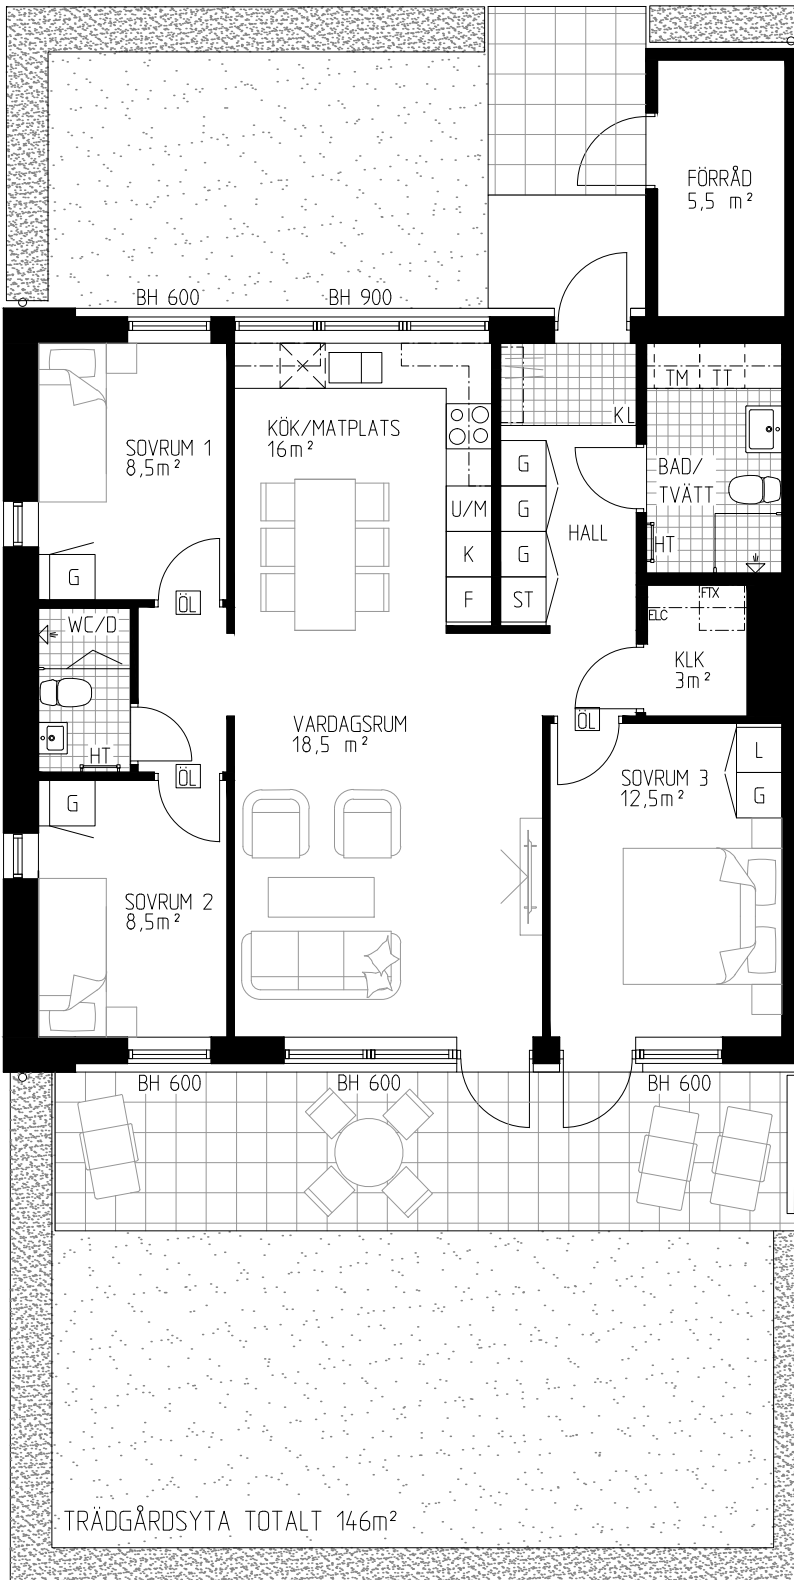 FÖRRÅD
5,5 m²
BH 600
BH 900
TM
TT
KÖK/MATPLATS
16m²
KL
SOVRUM 1
8,5m²
G
BAD/
TVÄTT
U/M
G
HALL
HT
K
G
G
F
ST
ÖL
FTX
ELC
WC/D
KLK
3m²
VARDAGSRUM
18,5 m²
ÖL
HT
ÖL
L
SOVRUM 3
12,5m²
G
G
SOVRUM 2
8,5m²
BH 600
BH 600
BH 600
TRÄDGÅRDSYTA TOTALT 146m²